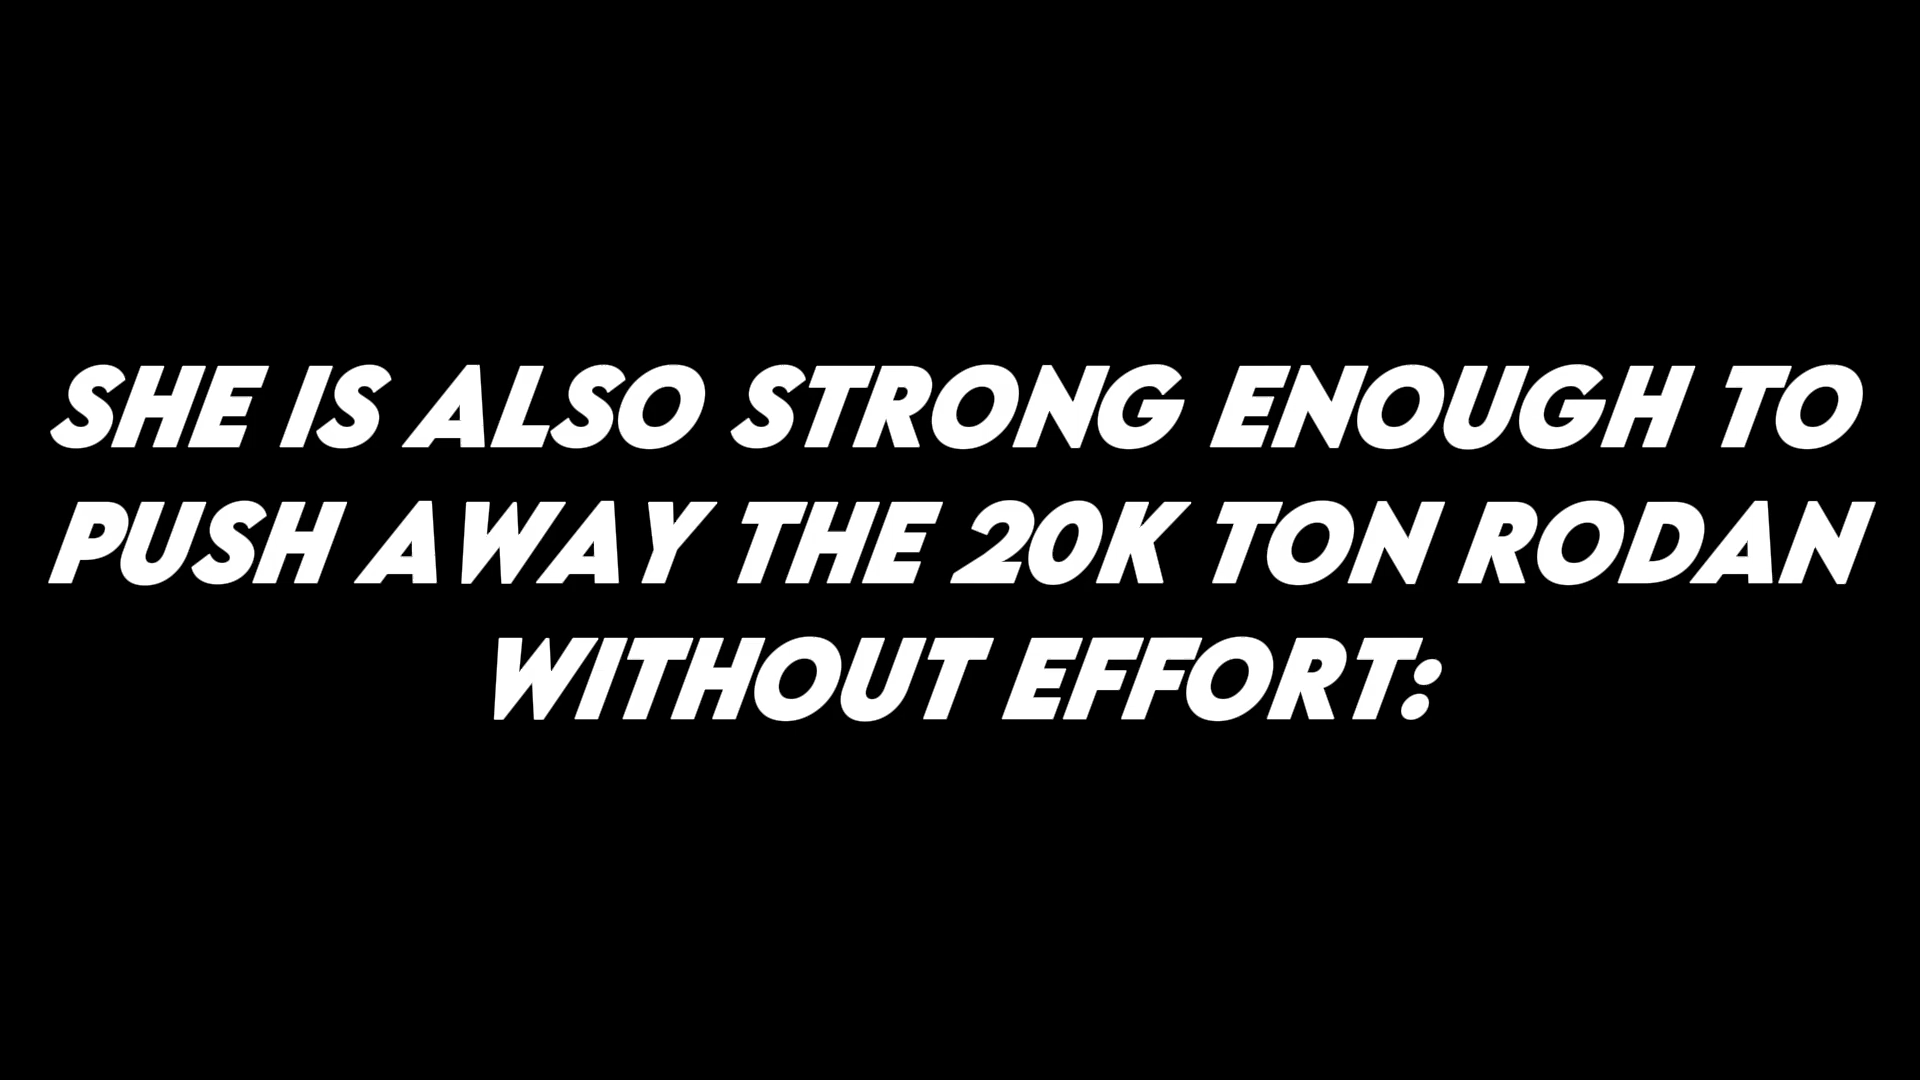 SHE IS ALSO STRONG ENOUGH TO
PUSH AWAY THE 20K TON RODAN
WITHOUT EFFORT: